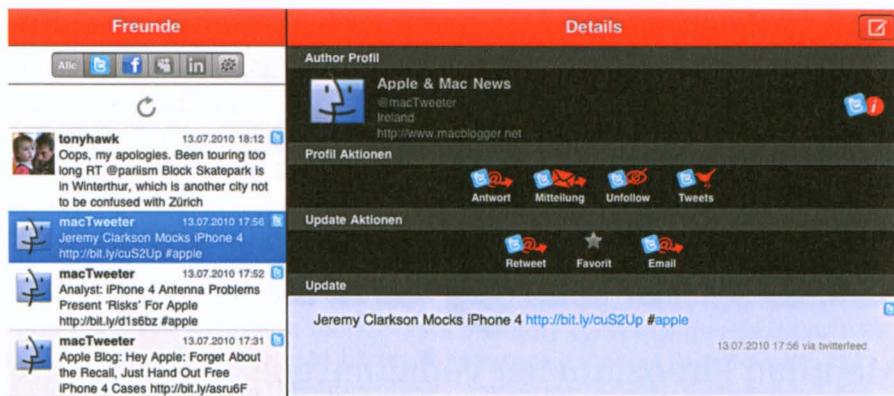 Freunde
Alle
tonyhawk 13.07.2010 18:12
Oops, my apologies. Been touring too
long RT @pariism Block Skatepark is
in Winterthur, which is another city not
to be confused with Zürich
macTweeter 13.07.2010 17:56
Jeremy Clarkson Mocks iPhone 4
http://bit.ly/cuS2Up #apple
macTweeter 13.07.2010 17:52
Analyst: iPhone 4 Antenna Problems
Present 'Risks' For Apple
http://bit.ly/d1s6bz #apple
macTweeter 13.07.2010 17:31
Apple Blog: Hey Apple: Forget About
the Recall, Just Hand Out Free
iPhone 4 Cases http://bit.ly/asru6F
Details
Author Profil
Apple & Mac News
@macTweeter
Ireland
http://www.macblogger.net
Profil Aktionen
Antwort Mitteilung Unfollow Tweets
Update Aktionen
Retweet Favorit Email
Update
Jeremy Clarkson Mocks iPhone 4 http://bit.ly/cuS2Up #apple
13.07.2010 17:56 via twitterfeed